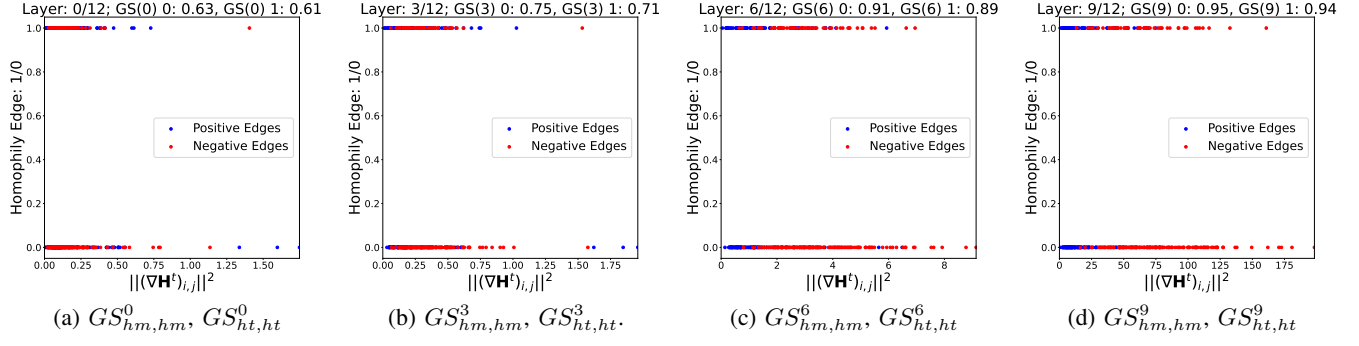 Layer: 0/12; GS(0) 0: 0.63, GS(0) 1: 0.61
1.0
0.8
0.6
0.4
0.2
0.0
Homophily Edge: 1/0
Positive Edges
Negative Edges
0.00 0.25 0.50 0.75 1.00 1.25 1.50
||(∇H^t)_{i,j}||^2
(a) GS^0_{hm,hm}, GS^0_{ht,ht}
Layer: 3/12; GS(3) 0: 0.75, GS(3) 1: 0.71
1.0
0.8
0.6
0.4
0.2
0.0
Homophily Edge: 1/0
Positive Edges
Negative Edges
0.00 0.25 0.50 0.75 1.00 1.25 1.50 1.75
||(∇H^t)_{i,j}||^2
(b) GS^3_{hm,hm}, GS^3_{ht,ht}.
Layer: 6/12; GS(6) 0: 0.91, GS(6) 1: 0.89
1.0
0.8
0.6
0.4
0.2
0.0
Homophily Edge: 1/0
Positive Edges
Negative Edges
0 2 4 6 8
||(∇H^t)_{i,j}||^2
(c) GS^6_{hm,hm}, GS^6_{ht,ht}
Layer: 9/12; GS(9) 0: 0.95, GS(9) 1: 0.94
1.0
0.8
0.6
0.4
0.2
0.0
Homophily Edge: 1/0
Positive Edges
Negative Edges
0 25 50 75 100 125 150 175
||(∇H^t)_{i,j}||^2
(d) GS^9_{hm,hm}, GS^9_{ht,ht}